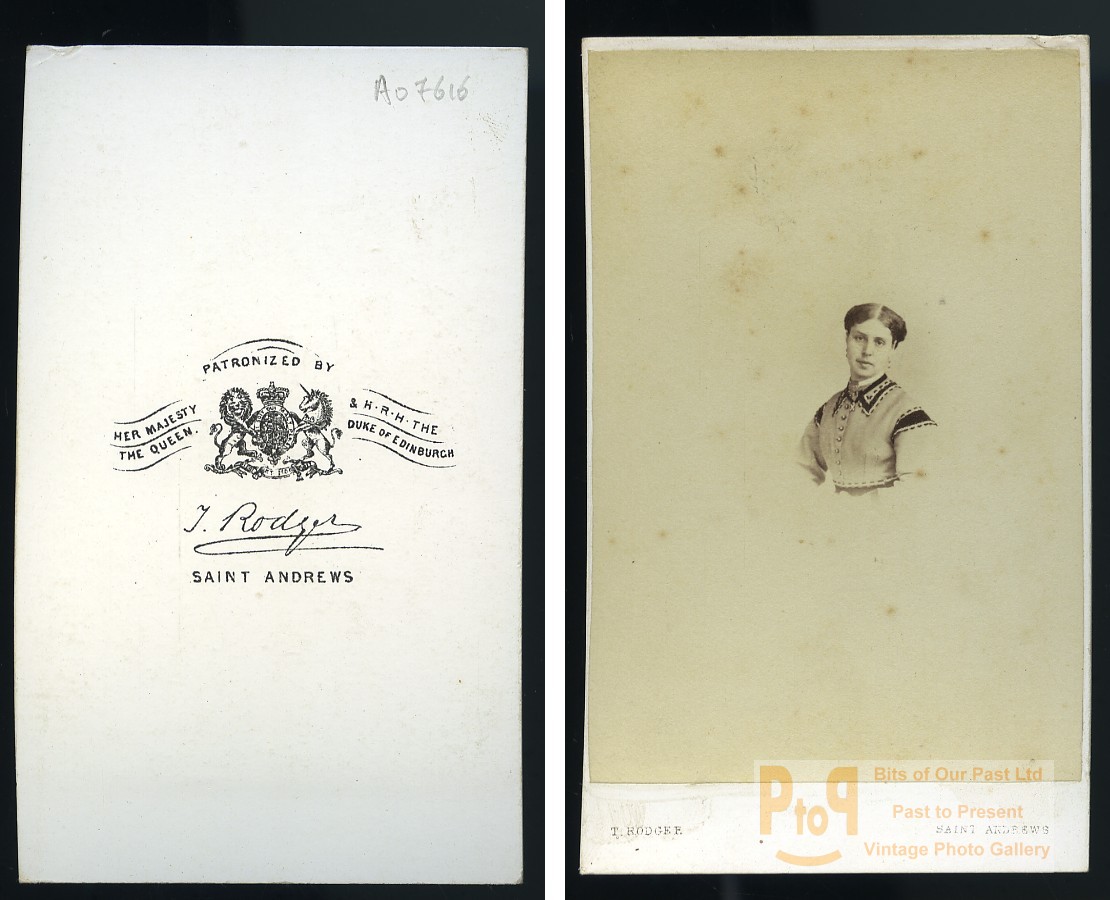 Ao7616
PATRONIZED BY
HER MAJESTY
THE QUEEN.
& H·R·H·THE
DUKE OF EDINBURGH
T. Rodger
SAINT ANDREWS
T. RODGER
SAINT ANDREWS
PtoP
Bits of Our Past Ltd
Past to Present
Vintage Photo Gallery